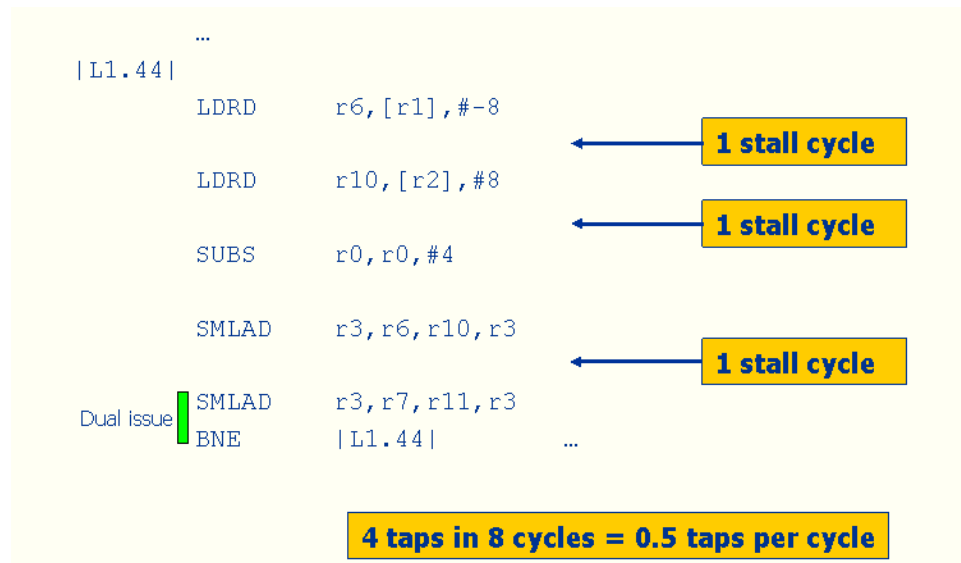 …
|L1.44|
LDRD r6,[r1],#-8
1 stall cycle
LDRD r10,[r2],#8
1 stall cycle
SUBS r0,r0,#4
SMLAD r3,r6,r10,r3
1 stall cycle
SMLAD r3,r7,r11,r3
Dual issue
BNE |L1.44| …
4 taps in 8 cycles = 0.5 taps per cycle